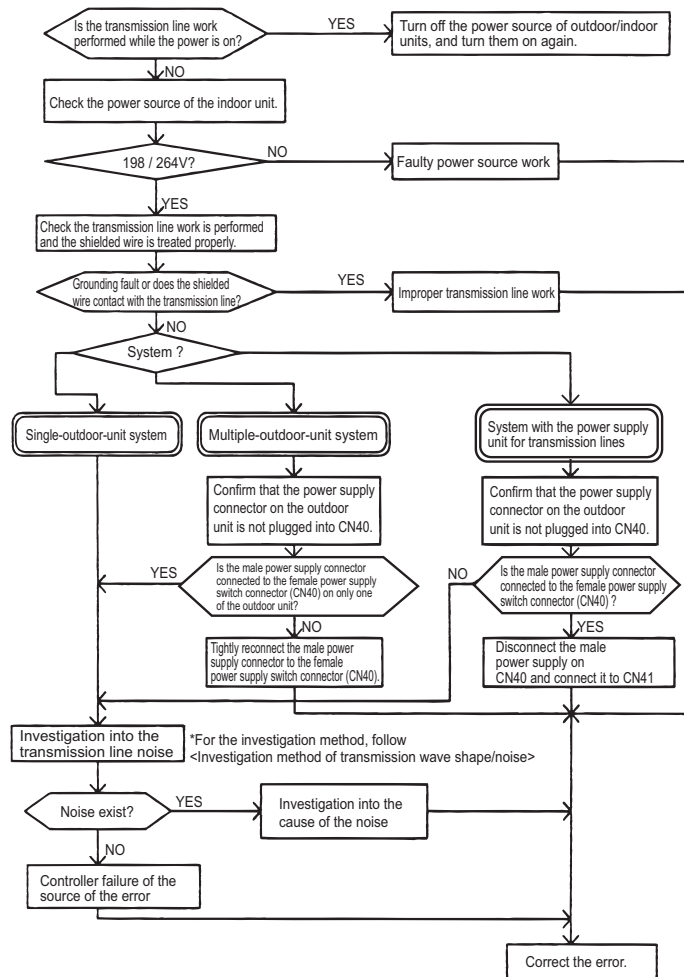 Is the transmission line work
performed while the power is on?
YES
Turn off the power source of outdoor/indoor
units, and turn them on again.
NO
Check the power source of the indoor unit.
198 / 264V?
NO
Faulty power source work
YES
Check the transmission line work is performed
and the shielded wire is treated properly.
Grounding fault or does the shielded
wire contact with the transmission line?
YES
Improper transmission line work
NO
System ?
Single-outdoor-unit system
Multiple-outdoor-unit system
System with the power supply
unit for transmission lines
Confirm that the power supply
connector on the outdoor
unit is not plugged into CN40.
Confirm that the power supply
connector on the outdoor
unit is not plugged into CN40.
YES
Is the male power supply connector
connected to the female power supply
switch connector (CN40) on only one
of the outdoor unit?
NO
Is the male power supply connector
connected to the female power supply
switch connector (CN40) ?
NO
YES
Tightly reconnect the male power
supply connector to the female
power supply switch connector (CN40).
Disconnect the male
power supply on
CN40 and connect it to CN41
Investigation into the
transmission line noise
*For the investigation method, follow
<Investigation method of transmission wave shape/noise>
Noise exist?
YES
Investigation into the
cause of the noise
NO
Controller failure of the
source of the error
Correct the error.